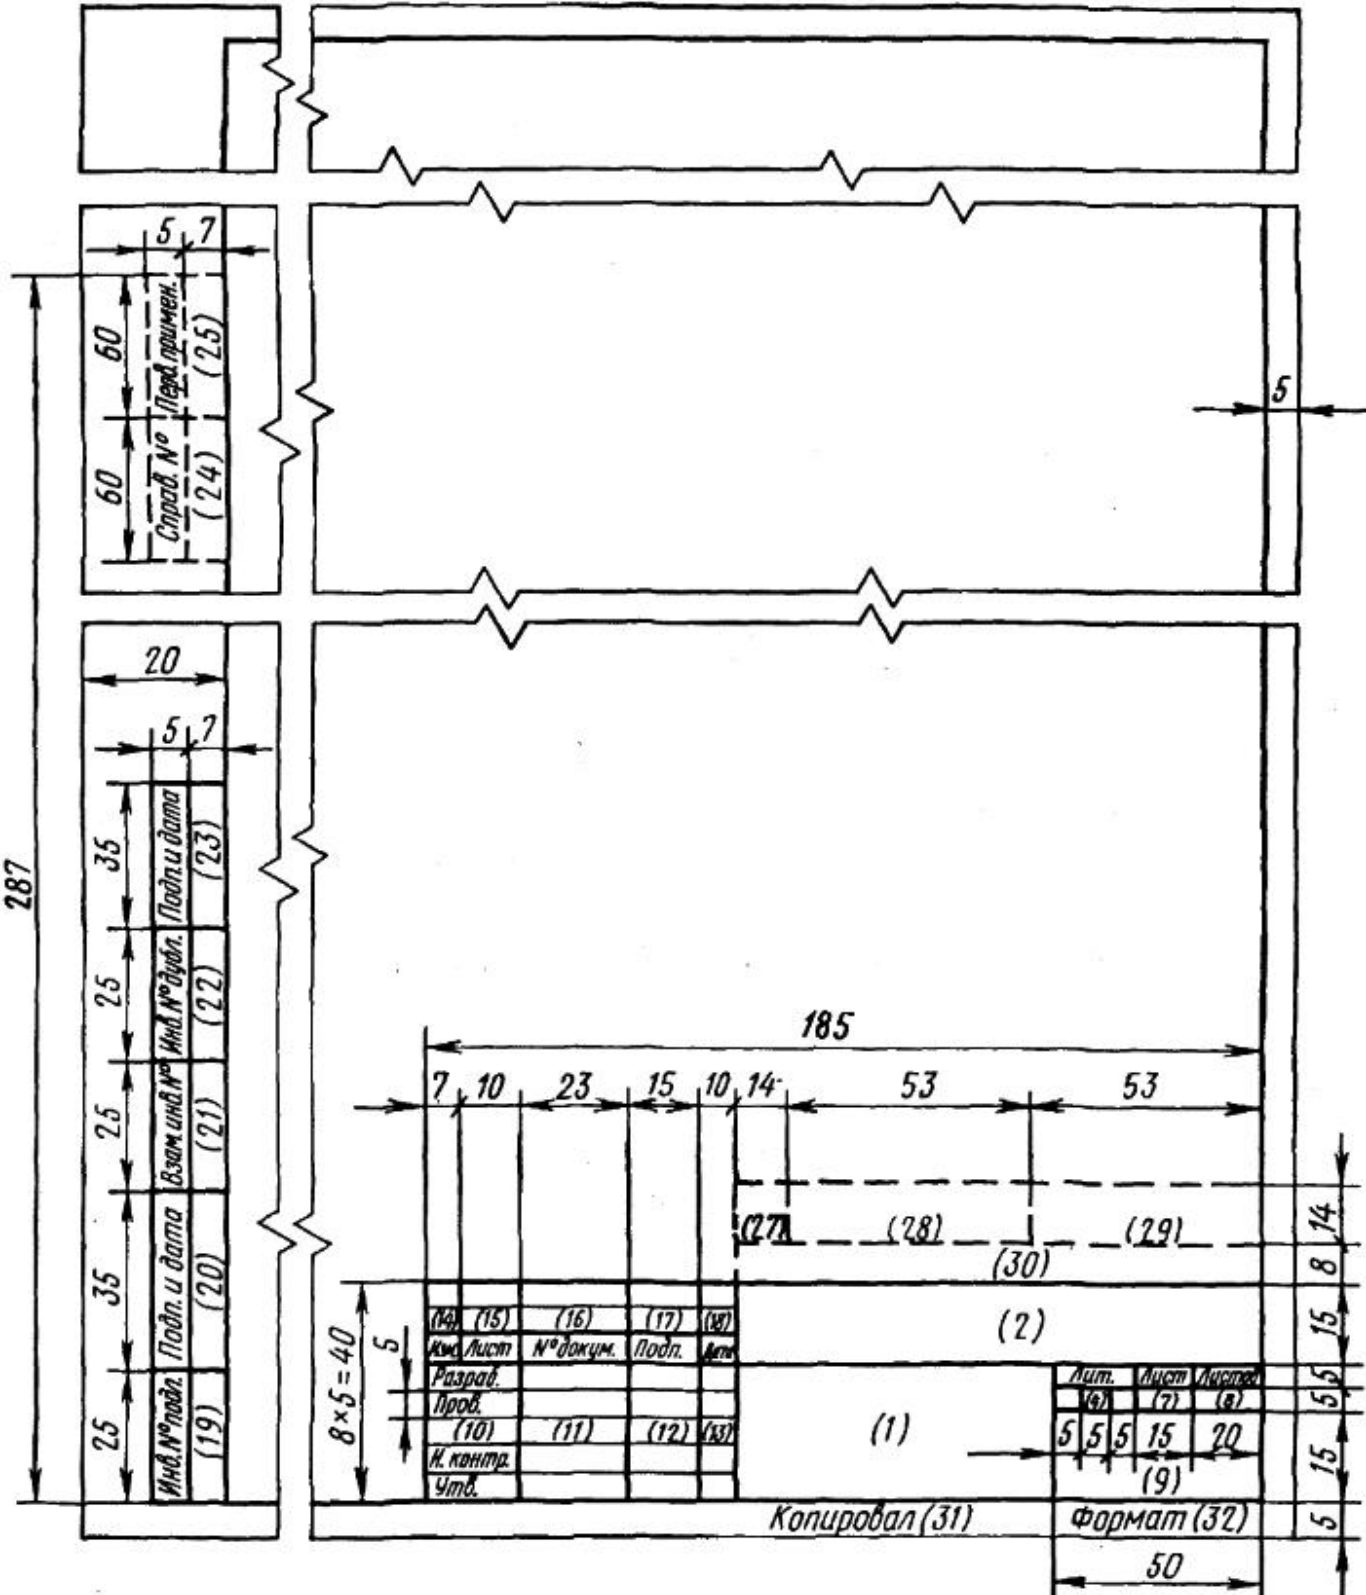 5 7
60 Перв. примен. (25)
5
60 Справ. № (24)
287
20
5 7
35 Подп. и дата (23)
25 Инв. № дубл. (22)
25 Взам. инв. № (21)
35 Подп. и дата (20)
25 Инв. № подл. (19)
185
7 10 23 15 10 14 53 53
14
(27) (28) (29)
(30) 8
8×5=40
5
(14) (15) (16) (17) (18) (2) 15
Лист № докум. Подп. Дата
Разраб. Лит. Лист Листов 5
Пров. (4) (7) (8) 5
(10) (11) (12) (13) (1) 5 5 5 15 20 15
Н. контр. (9)
Утв.
Копировал (31) Формат (32) 5
50